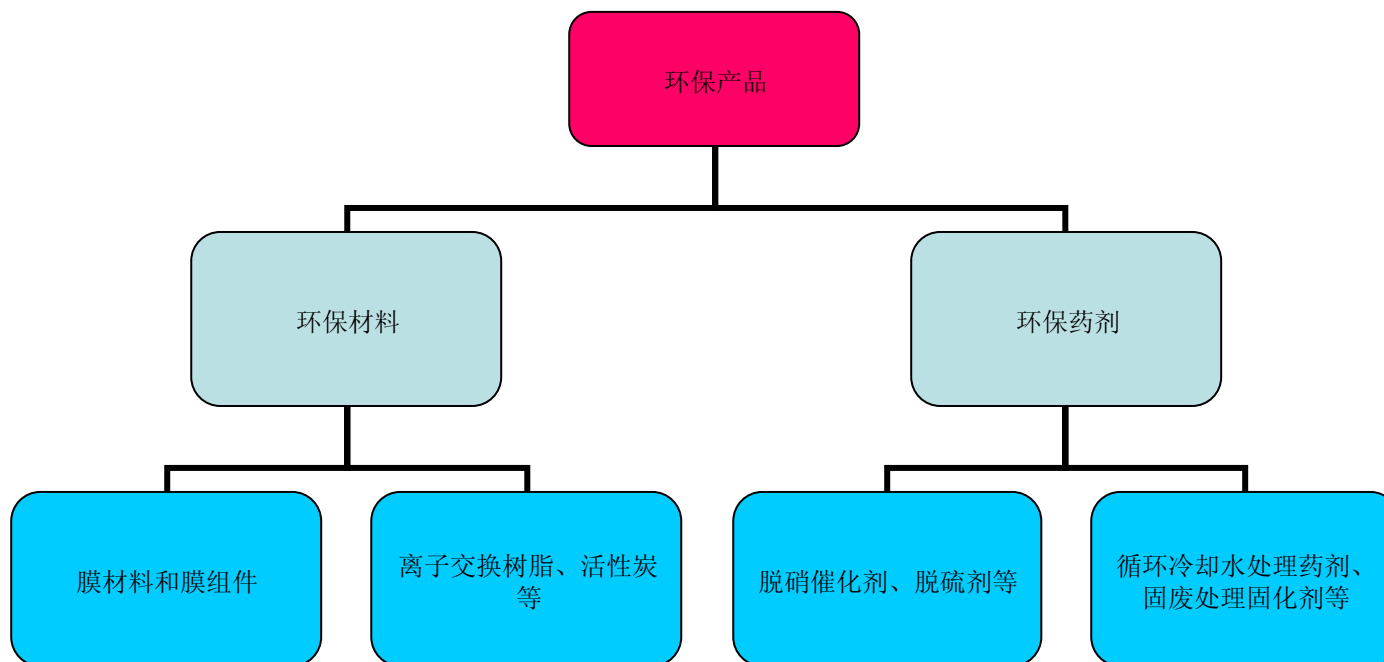 环保产品
环保材料
环保药剂
膜材料和膜组件
离子交换树脂、活性炭
等
脱硝催化剂、脱硫剂等
循环冷却水处理药剂、
固废处理固化剂等